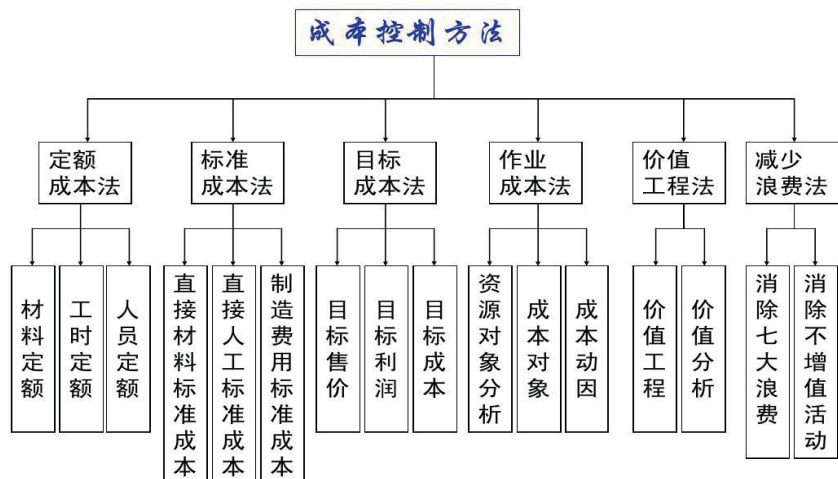 成本控制方法
定额
成本法
标准
成本法
目标
成本法
作业
成本法
价值
工程法
减少
浪费法
材料定额
工时定额
人员定额
直接材料标准成本
直接人工标准成本
制造费用标准成本
目标售价
目标利润
目标成本
资源对象分析
成本对象
成本动因
价值工程
价值分析
消除七大浪费
消除不增值活动